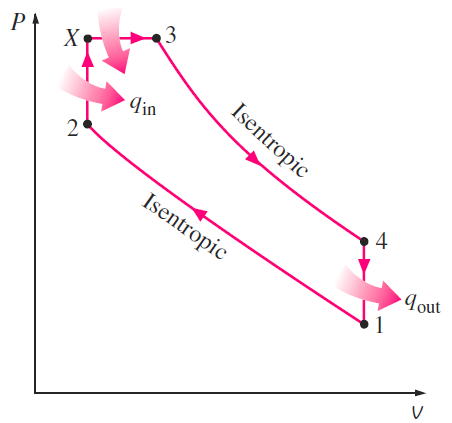 P
X
3
2
q_in
Isentropic
Isentropic
4
q_out
1
v